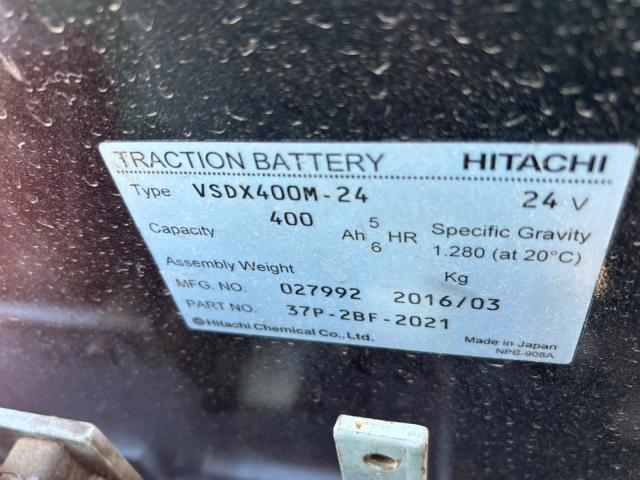 TRACTION BATTERY HITACHI
Type VSDX400M-24 24 V
Capacity 400 Ah 5 6 HR Specific Gravity
1.280 (at 20°C)
Assembly Weight Kg
MFG. NO. 027992 2016/03
PART NO. 37P-2BF-2021
©Hitachi Chemical Co., Ltd. Made in Japan
NPB-908A